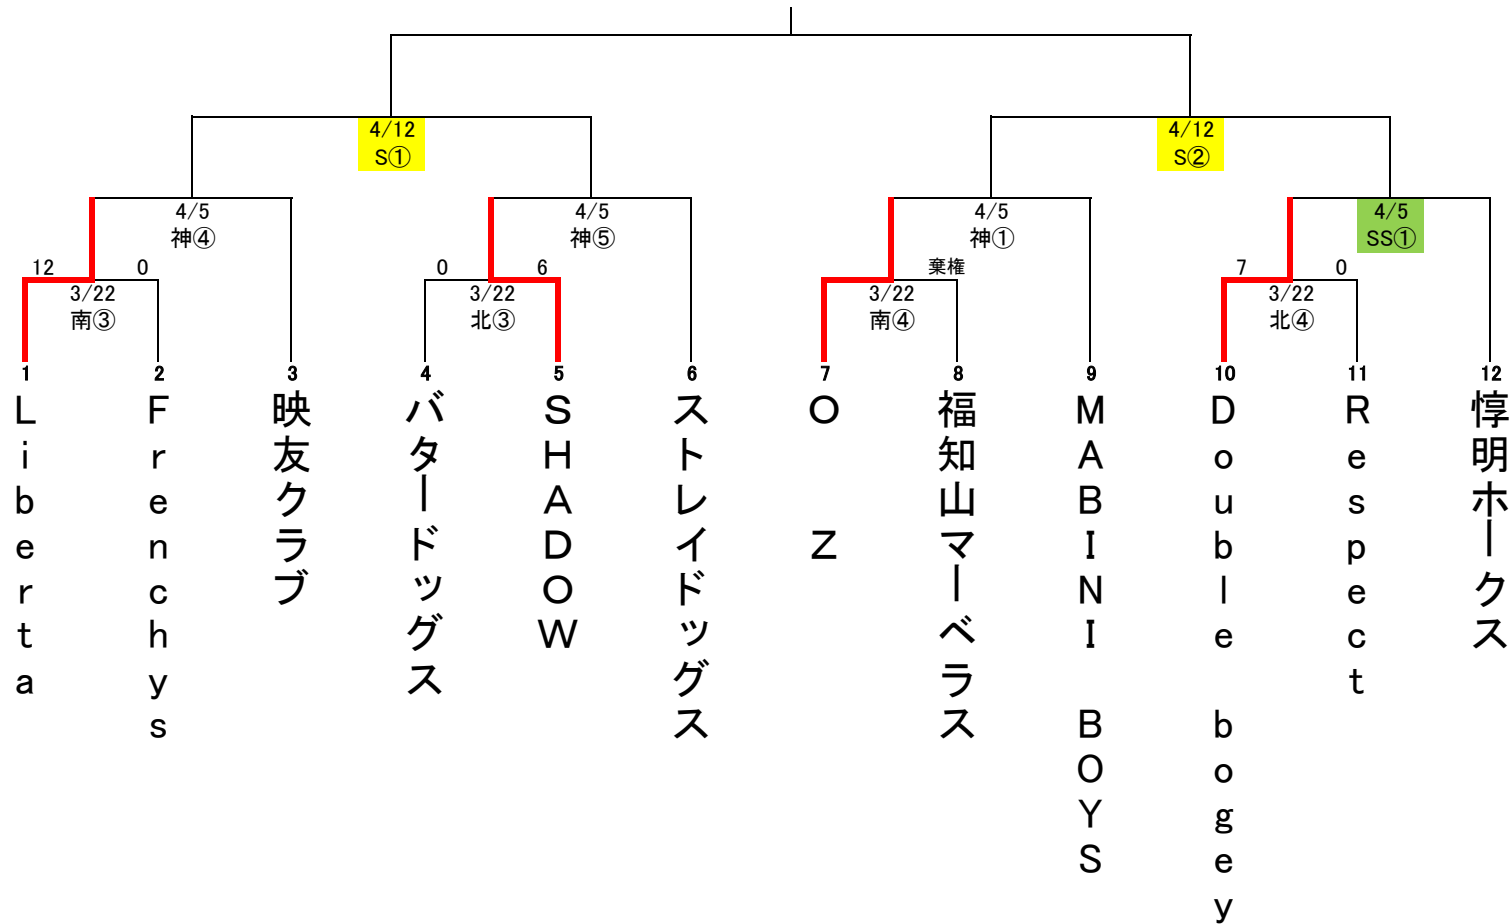 4/12
S①
4/12
S②
4/5
神④
4/5
神⑤
4/5
神①
4/5
SS①
12
0
3/22
南③
0
6
3/22
北③
棄権
3/22
南④
7
0
3/22
北④
1
2
3
4
5
6
7
8
9
10
11
12
Liberta
Frenchys
映友クラブ
バタードッグス
SHADOW
ストレイドッグス
O Z
福知山マーベラス
MABINI BOYS
Double bogey
Respect
惇明ホークス